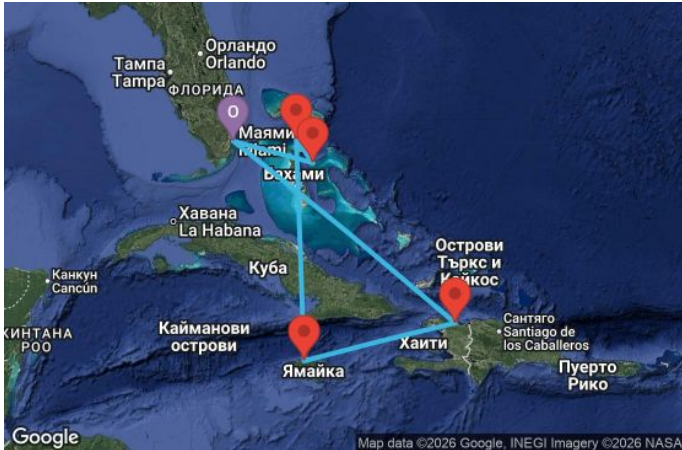 Орландо
Orlando
Тампа
Tampa
ФЛОРИДА
O
Маями
Miami
Бахами
Хавана
La Habana
Канкун
Cancún
Куба
Острови
Търкс и
Кайкос
КИНТАНА
РОО
Кайманови
острови
Сантяго
Santiago de
los Caballeros
Хаити
Ямайка
Пуерто
Рико
Google
Map data ©2026 Google, INEGI Imagery ©2026 NASA